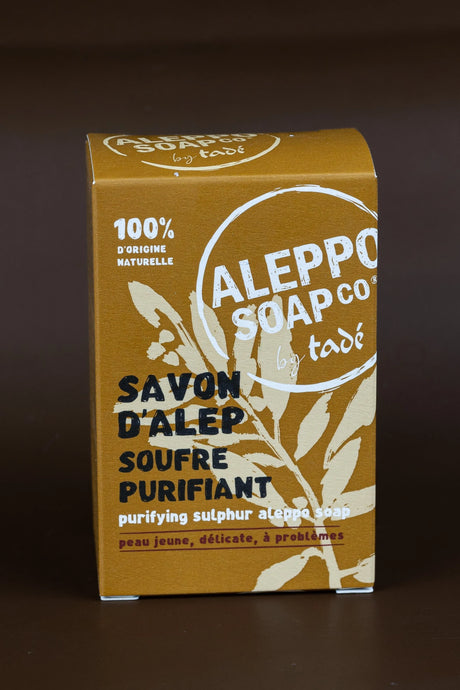 ALEPPO
SOAP CO
by tadé
100%
D'ORIGINE
NATURELLE
ALEPPO
SOAP CO®
by tadé
SAVON
D'ALEP
SOUFRE
PURIFIANT
purifying sulphur aleppo soap
peau jeune, délicate, à problèmes